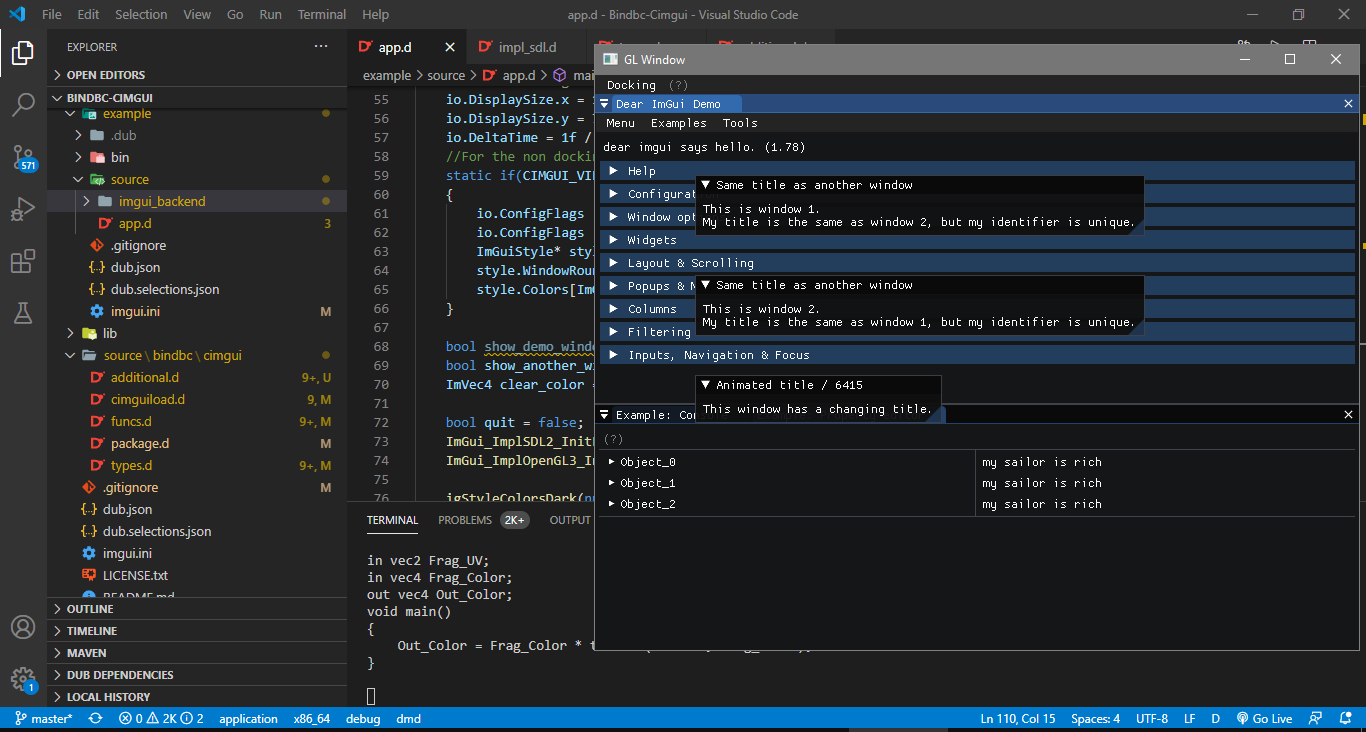 File Edit Selection View Go Run Terminal Help
app.d - Bindbc-Cimgui - Visual Studio Code
EXPLORER
OPEN EDITORS
BINDBC-CIMGUI
example
.dub
bin
source
imgui_backend
app.d 3
.gitignore
dub.json
dub.selections.json
imgui.ini M
lib
source \ bindbc \ cimgui
additional.d 9+, U
cimguiload.d 9, M
funcs.d 9+, M
package.d M
types.d 9+, M
.gitignore M
dub.json
dub.selections.json
imgui.ini
LICENSE.txt
README.md
OUTLINE
TIMELINE
MAVEN
DUB DEPENDENCIES
LOCAL HISTORY
571
1
app.d
impl_sdl.d
example > source > app.d >
55 io.DisplaySize.x =
56 io.DisplaySize.y =
57 io.DeltaTime = 1f /
58 //For the non docki
59 static if(CIMGUI_VI
60 {
61 io.ConfigFlags
62 io.ConfigFlags
63 ImGuiStyle* sty
64 style.WindowRou
65 style.Colors[Im
66 }
67
68 bool show_demo_wind
69 bool show_another_w
70 ImVec4 clear_color =
71
72 bool quit = false;
73 ImGui_ImplSDL2_Init
74 ImGui_ImplOpenGL3_I
75
76 igStyleColorsDark(
TERMINAL PROBLEMS 2K+ OUTPUT
in vec2 Frag_UV;
in vec4 Frag_Color;
out vec4 Out_Color;
void main()
{
Out_Color = Frag_Color *
}
GL Window
Docking (?)
Dear ImGui Demo
Menu Examples Tools
dear imgui says hello. (1.78)
Help
Configurat
Window opt
Widgets
Layout & Scrolling
Popups &
Columns
Filtering
Inputs, Navigation & Focus
Same title as another window
This is window 1.
My title is the same as window 2, but my identifier is unique.
Same title as another window
This is window 2.
My title is the same as window 1, but my identifier is unique.
Animated title / 6415
This window has a changing title.
Example: Co
(?)
Object_0 my sailor is rich
Object_1 my sailor is rich
Object_2 my sailor is rich
master* 0 2K 2 application x86_64 debug dmd
Ln 110, Col 15 Spaces: 4 UTF-8 LF D Go Live